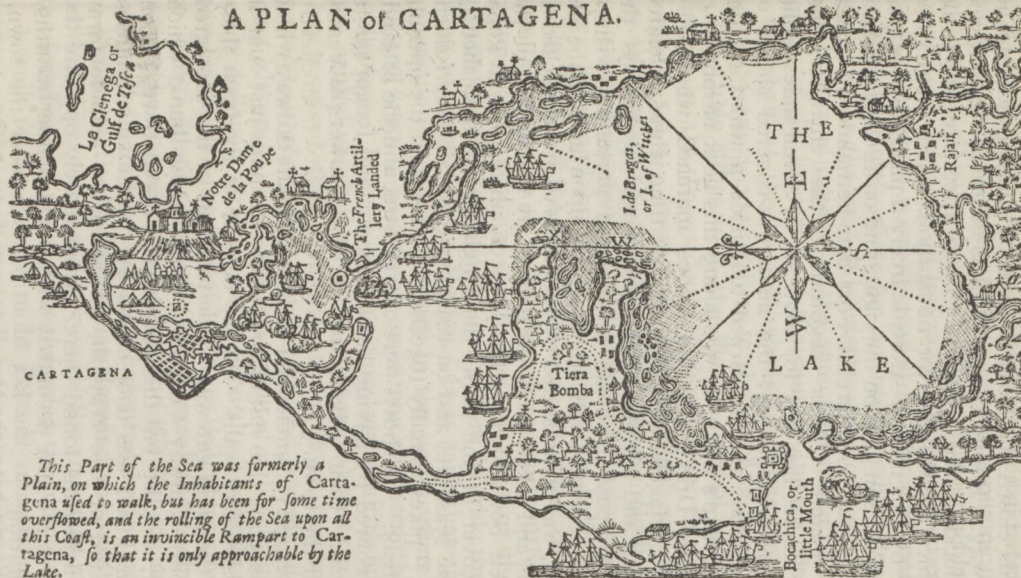 A PLAN of CARTAGENA.
La Cienega or
Gulf de Tesca
Notre Dame
de la Poupe
The French Artil-
lery Landed
I. de Brugas,
or I. of Witches
THE
E
W
S
W
LAKE
Rajail
Tiera
Bomba
CARTAGENA
Bocachica, or
little Mouth
This Part of the Sea was formerly a
Plain, on which the Inhabitants of Carta-
gena uſed to walk, but has been for ſome time
overflowed, and the rolling of the Sea upon all
this Coaſt, is an invincible Rampart to Car-
tagena, ſo that it is only approachable by the
Lake.